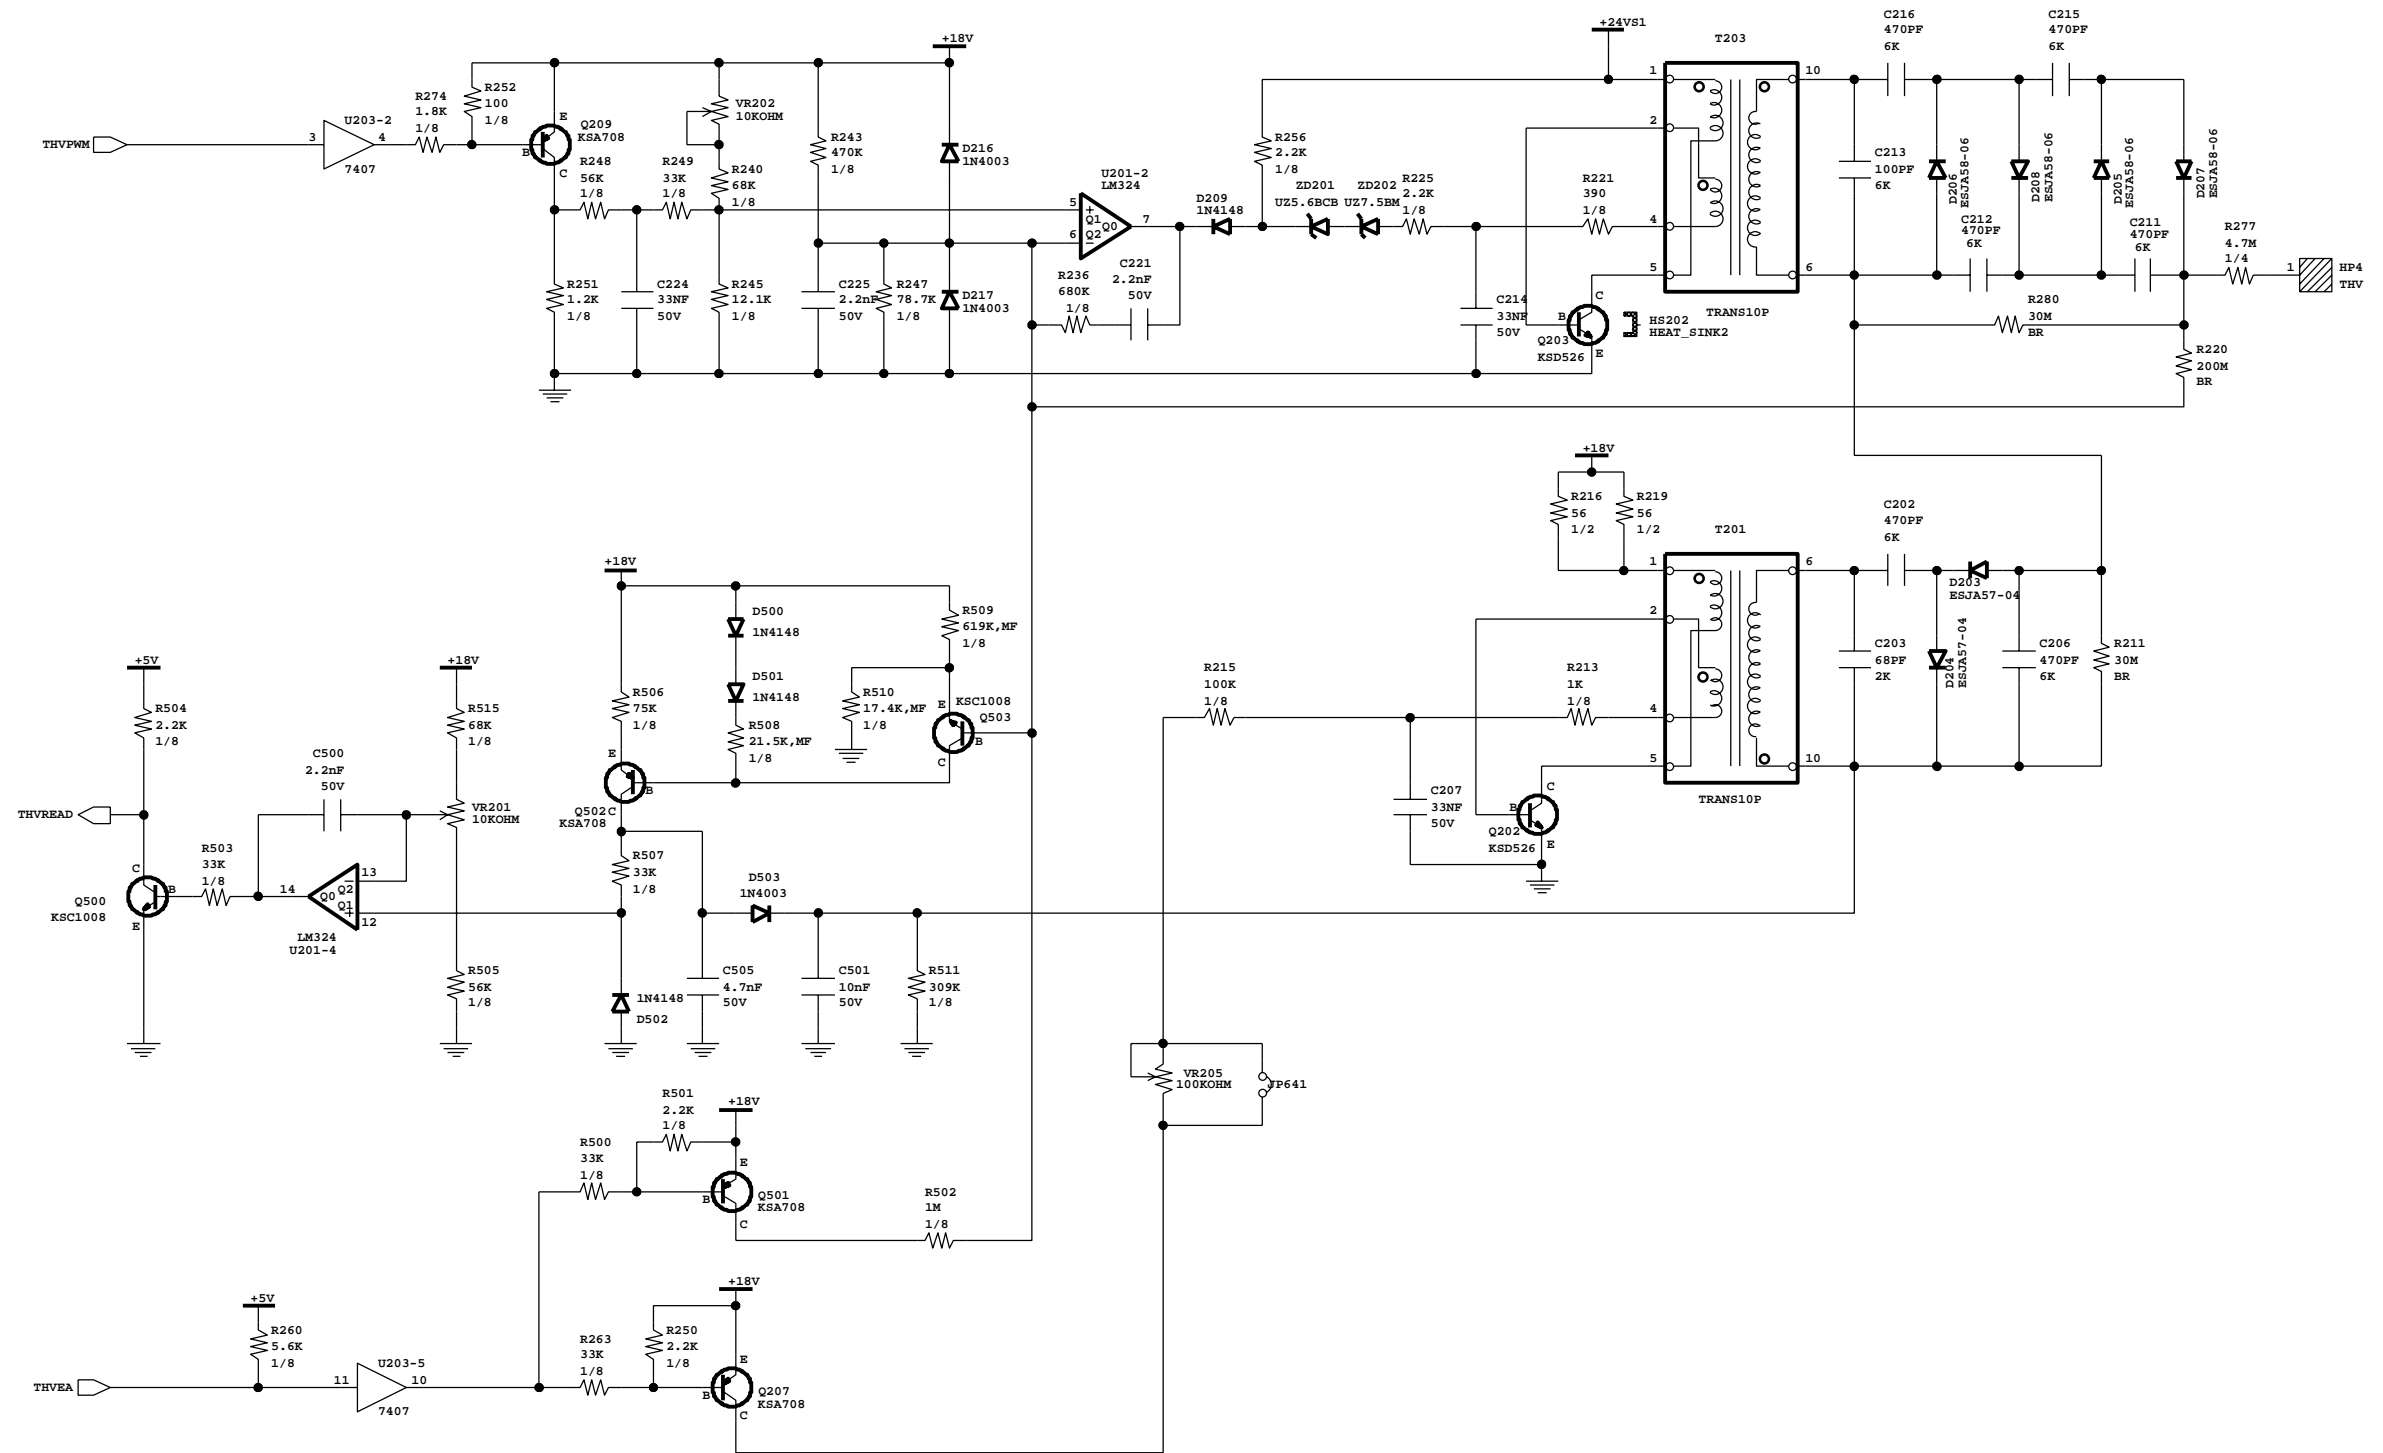 C216
470PF
6K
C215
470PF
6K
+24VS1
T203
1
10
2
4
5
6
TRANS10P
+18V
U203-2
3
4
7407
THVPWM
R274
1.8K
1/8
R252
100
1/8
E
Q209
KSA708
B
C
VR202
10KOHM
R243
470K
1/8
D216
1N4003
R248
56K
1/8
R249
33K
1/8
R240
68K
1/8
U201-2
LM324
5
+
Q1
6
Q2
−
Q0
7
D209
1N4148
R256
2.2K
1/8
ZD201
UZ5.6BCB
ZD202
UZ7.5BM
R225
2.2K
1/8
R221
390
1/8
C213
100PF
6K
D206
ESJA58-06
D208
ESJA58-06
D205
ESJA58-06
D207
ESJA58-06
C212
470PF
6K
C211
470PF
6K
R277
4.7M
1/4
1
HP4
THV
R251
1.2K
1/8
C224
33NF
50V
R245
12.1K
1/8
C225
2.2nF
50V
R247
78.7K
1/8
D217
1N4003
R236
680K
1/8
C221
2.2nF
50V
C214
33NF
50V
C
B
Q203
KSD526
E
HS202
HEAT_SINK2
R280
30M
BR
R220
200M
BR
+18V
R216
56
1/2
R219
56
1/2
T201
1
2
4
5
6
10
TRANS10P
C202
470PF
6K
D203
ESJA57-04
D204
ESJA57-04
C203
68PF
2K
C206
470PF
6K
R211
30M
BR
+18V
D500
1N4148
R509
619K,MF
1/8
D501
1N4148
R506
75K
1/8
R508
21.5K,MF
1/8
R510
17.4K,MF
1/8
KSC1008
E
Q503
B
C
+5V
R504
2.2K
1/8
+18V
R515
68K
1/8
C500
2.2nF
50V
VR201
10KOHM
THVREAD
E
B
Q502
C
KSA708
R215
100K
1/8
R213
1K
1/8
C207
33NF
50V
C
B
Q202
KSD526
E
R503
33K
1/8
C
B
Q500
KSC1008
E
14
13
−
Q2
Q0
Q1
+
12
LM324
U201-4
R507
33K
1/8
D503
1N4003
R505
56K
1/8
1N4148
D502
C505
4.7nF
50V
C501
10nF
50V
R511
309K
1/8
VR205
100KOHM
JP641
R501
2.2K
1/8
+18V
R500
33K
1/8
E
B
Q501
KSA708
C
R502
1M
1/8
+18V
+5V
R260
5.6K
1/8
R263
33K
1/8
R250
2.2K
1/8
E
B
Q207
KSA708
C
THVEA
11
U203-5
10
7407